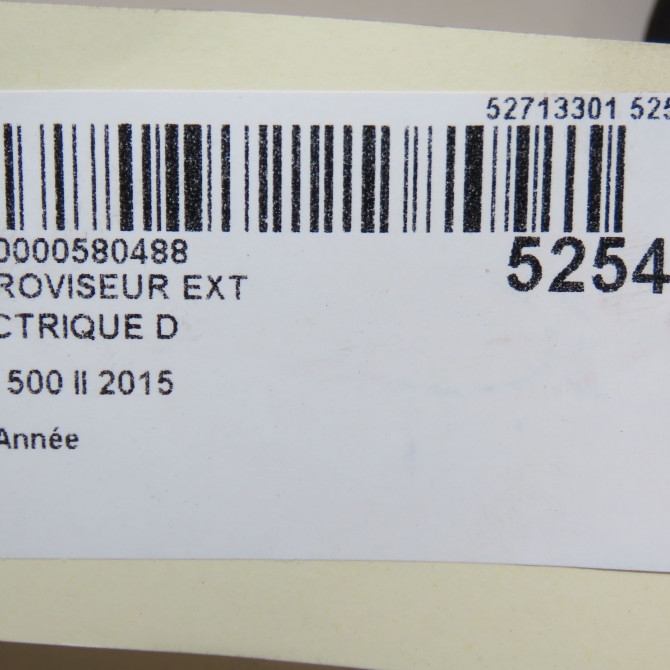 52713301 525
0000580488
5254
ROVISEUR EXT
CTRIQUE D
500 II 2015
Année